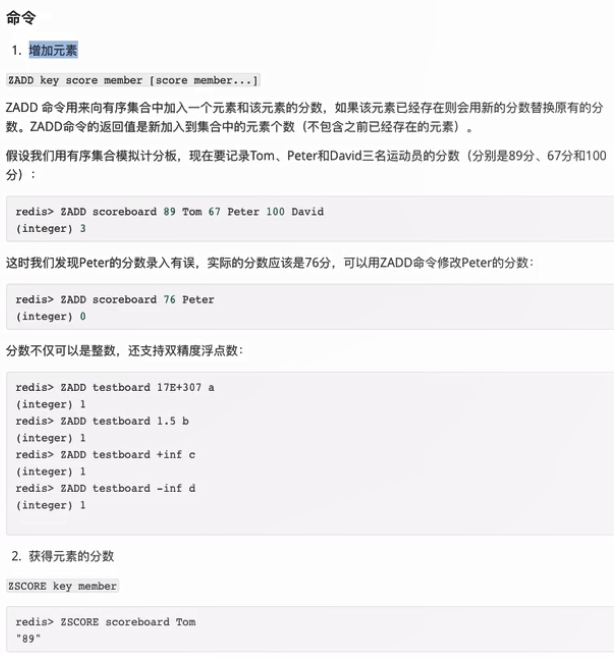 命令
1. 增加元素
ZADD key score member [score member...]
ZADD 命令用来向有序集合中加入一个元素和该元素的分数，如果该元素已经存在则会用新的分数替换原有的分
数。ZADD命令的返回值是新加入到集合中的元素个数（不包含之前已经存在的元素）。
假设我们用有序集合模拟计分板，现在要记录Tom、Peter和David三名运动员的分数（分别是89分、67分和100
分）：
redis> ZADD scoreboard 89 Tom 67 Peter 100 David
(integer) 3
这时我们发现Peter的分数录入有误，实际的分数应该是76分，可以用ZADD命令修改Peter的分数：
redis> ZADD scoreboard 76 Peter
(integer) 0
分数不仅可以是整数，还支持双精度浮点数：
redis> ZADD testboard 17E+307 a
(integer) 1
redis> ZADD testboard 1.5 b
(integer) 1
redis> ZADD testboard +inf c
(integer) 1
redis> ZADD testboard -inf d
(integer) 1
2. 获得元素的分数
ZSCORE key member
redis> ZSCORE scoreboard Tom
"89"